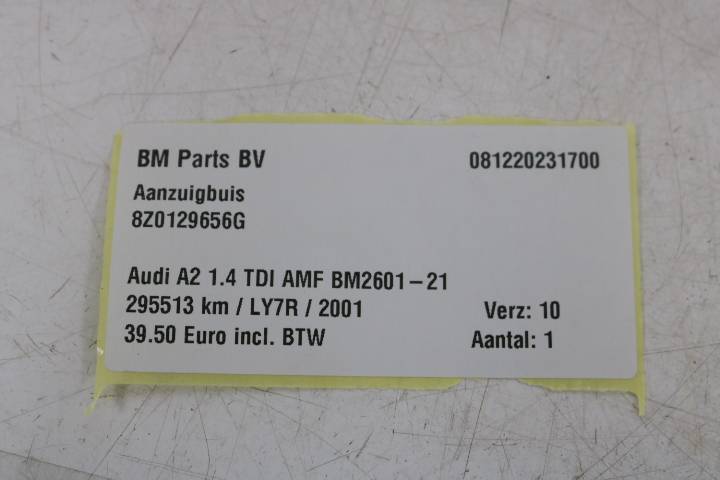 BM Parts BV 081220231700
Aanzuigbuis
8Z0129656G
Audi A2 1.4 TDI AMF BM2601-21
295513 km / LY7R / 2001 Verz: 10
39.50 Euro incl. BTW Aantal: 1